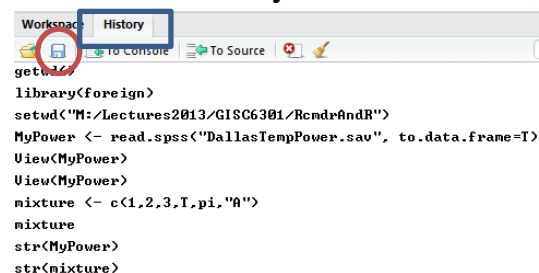 Workspace History
To Console To Source
getwd()
library(foreign)
setwd("M:/Lectures2013/GISC6301/RcmdrAndR")
MyPower <- read.spss("DallasTempPower.sav", to.data.frame=T)
View(MyPower)
View(MyPower)
mixture <- c(1,2,3,T,pi,"A")
mixture
str(MyPower)
str(mixture)